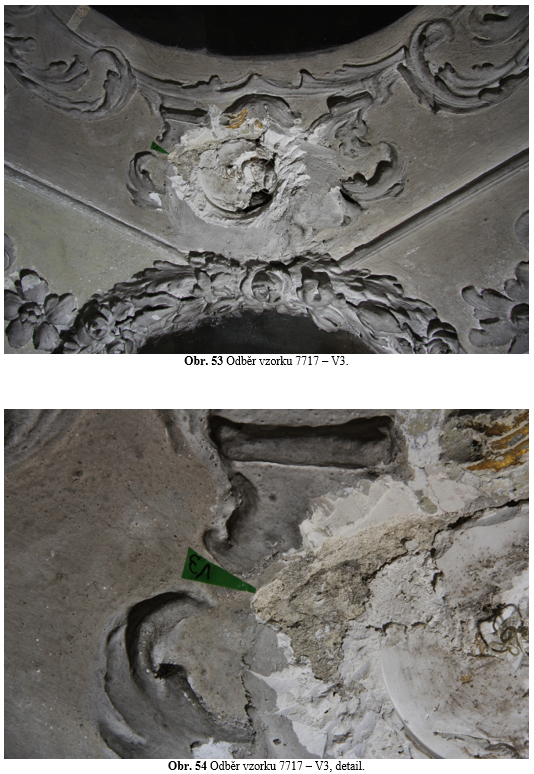 Obr. 53 Odběr vzorku 7717 – V3.
V3
Obr. 54 Odběr vzorku 7717 – V3, detail.